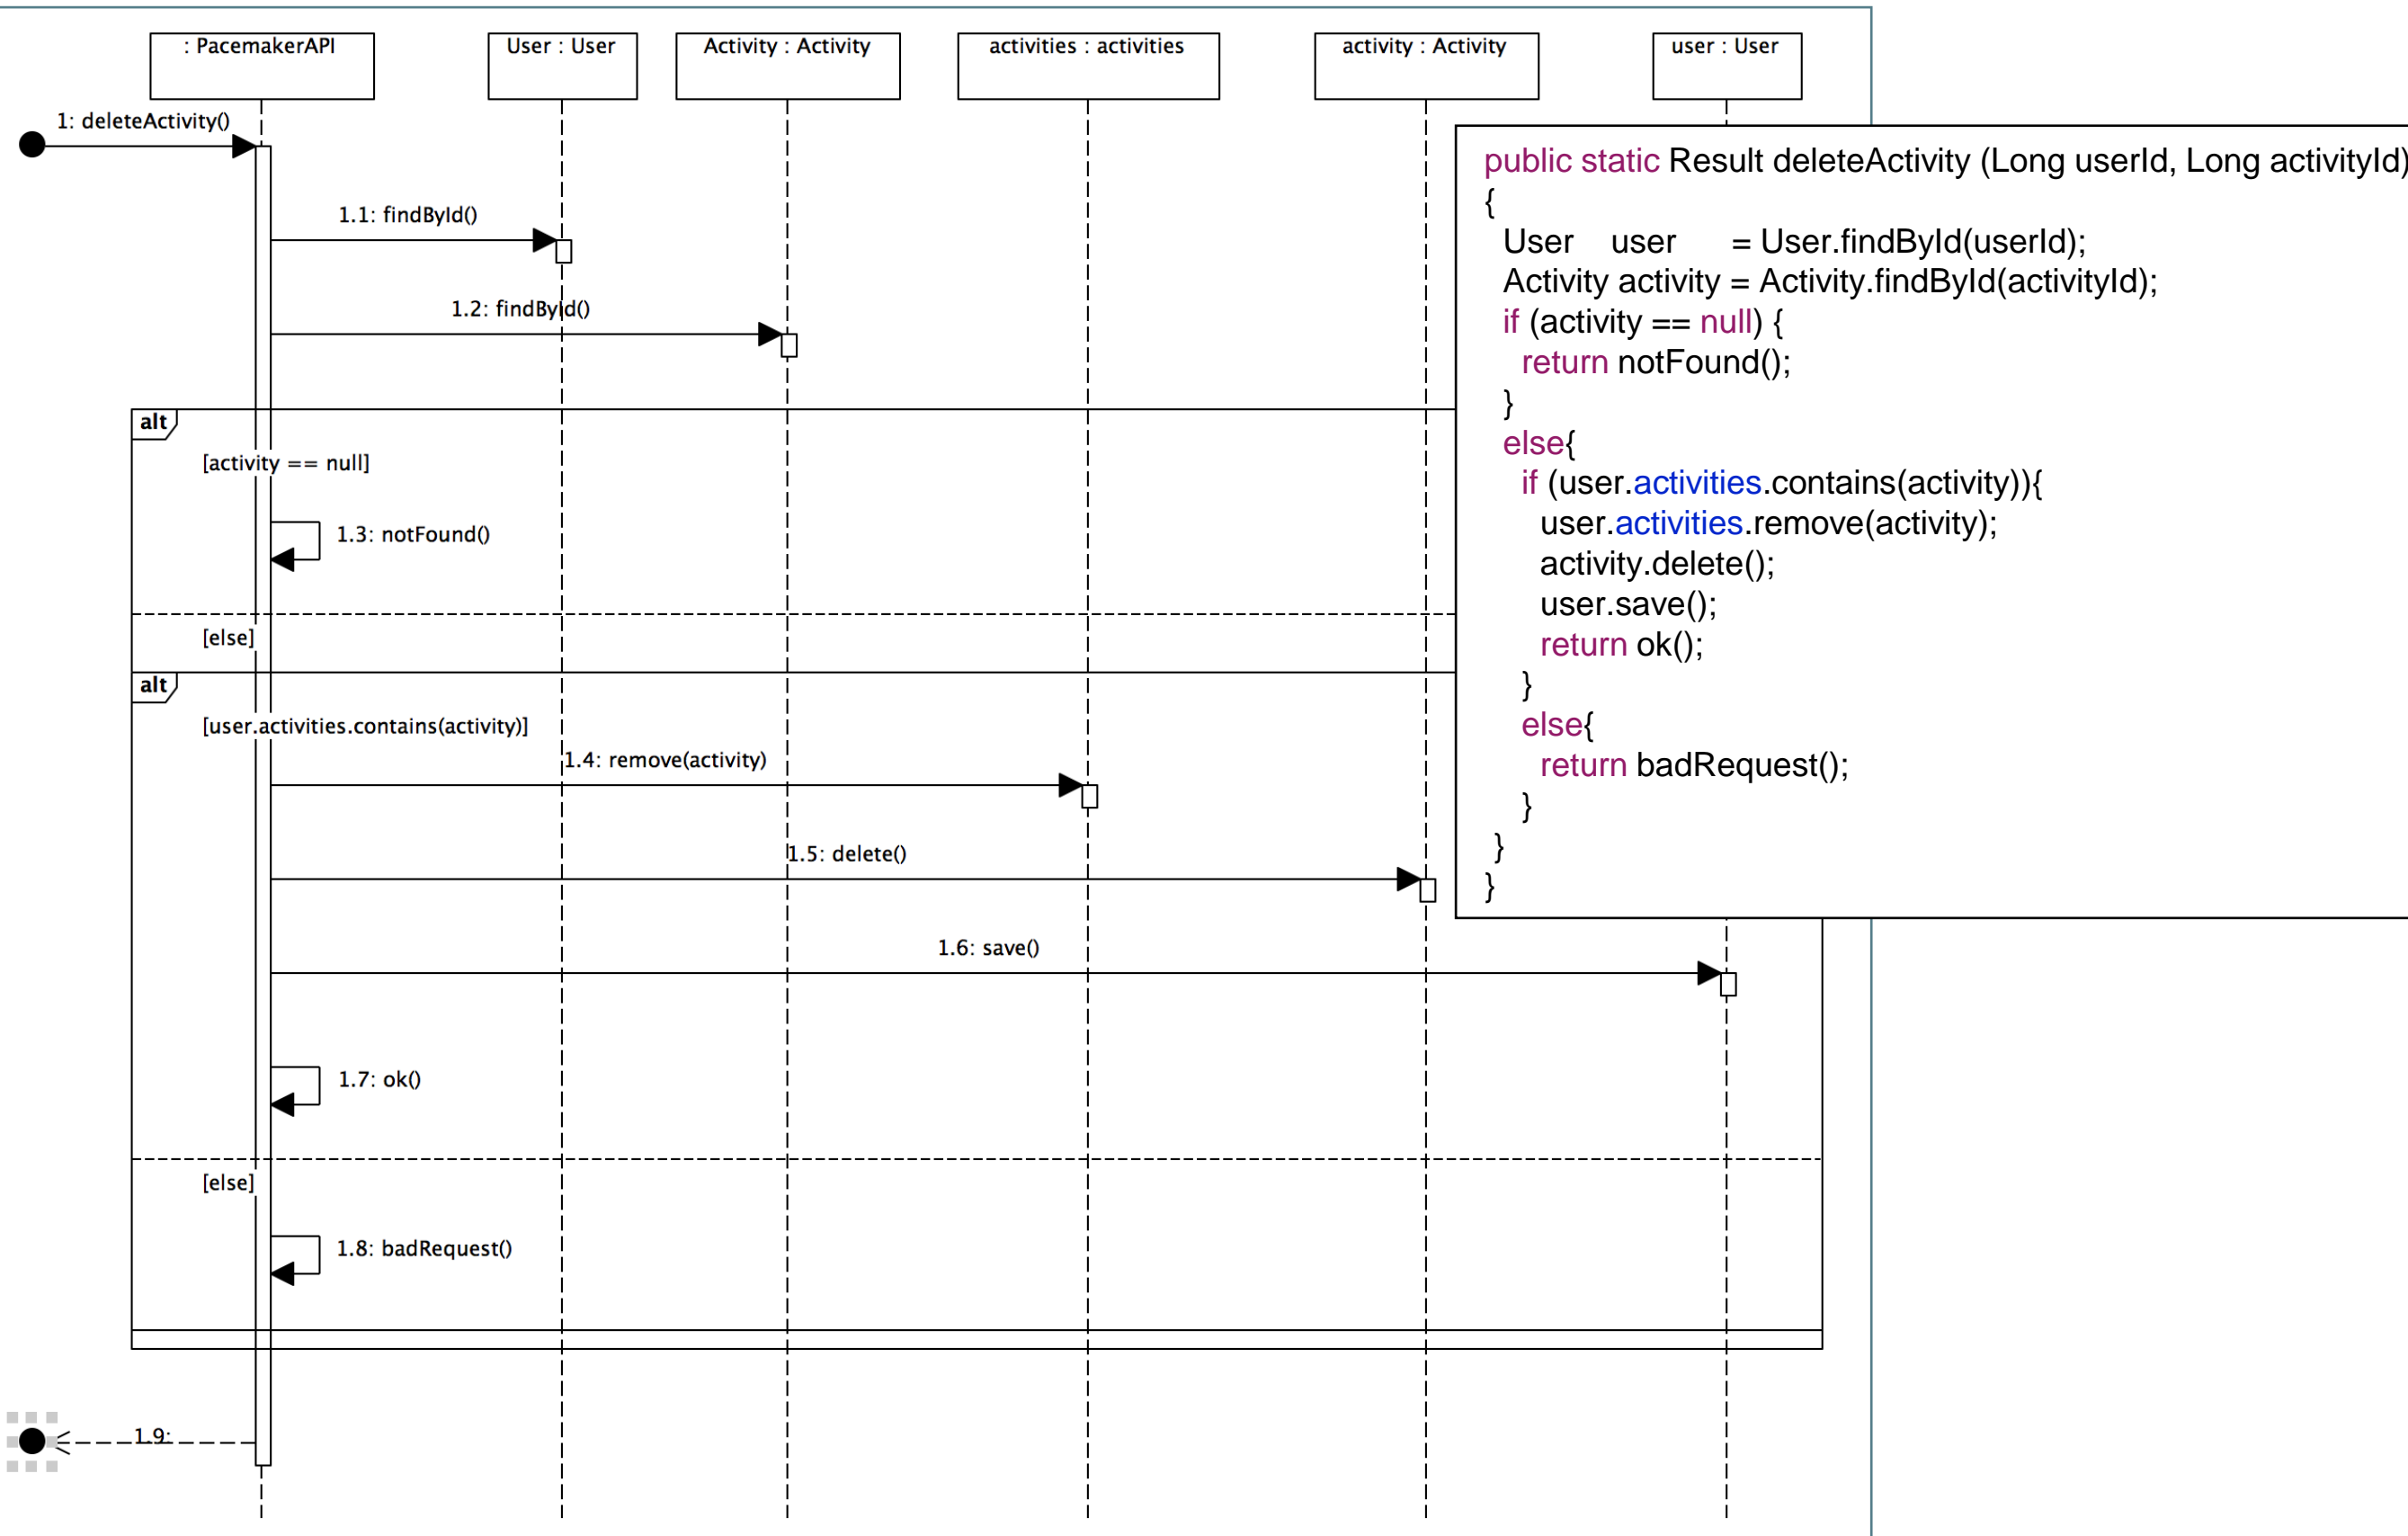 : PacemakerAPI
User : User
Activity : Activity
activities : activities
activity : Activity
user : User
1: deleteActivity()
1.1: findById()
1.2: findById()
alt
[activity == null]
1.3: notFound()
[else]
alt
[user.activities.contains(activity)]
1.4: remove(activity)
1.5: delete()
1.6: save()
1.7: ok()
[else]
1.8: badRequest()
1.9:
public static Result deleteActivity (Long userId, Long activityId)
{
User user = User.findById(userId);
Activity activity = Activity.findById(activityId);
if (activity == null) {
return notFound();
}
else{
if (user.activities.contains(activity)){
user.activities.remove(activity);
activity.delete();
user.save();
return ok();
}
else{
return badRequest();
}
}
}